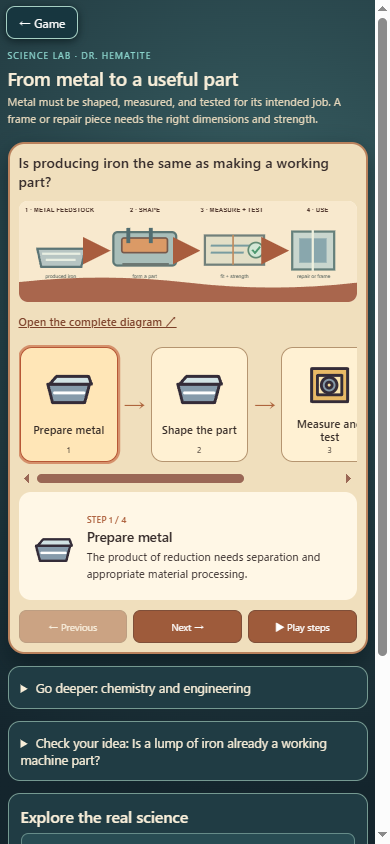 ← Game
SCIENCE LAB · DR. HEMATITE
From metal to a useful part
Metal must be shaped, measured, and tested for its intended job. A
frame or repair piece needs the right dimensions and strength.
Is producing iron the same as making a working
part?
1 · METAL FEEDSTOCK
2 · SHAPE
3 · MEASURE + TEST
4 · USE
produced iron
form a part
fit + strength
repair or frame
Open the complete diagram ↗
Prepare metal
1
→
Shape the part
2
→
Measure an
test
3
STEP 1 / 4
Prepare metal
The product of reduction needs separation and
appropriate material processing.
← Previous
Next →
▶ Play steps
▶ Go deeper: chemistry and engineering
▶ Check your idea: Is a lump of iron already a working
machine part?
Explore the real science